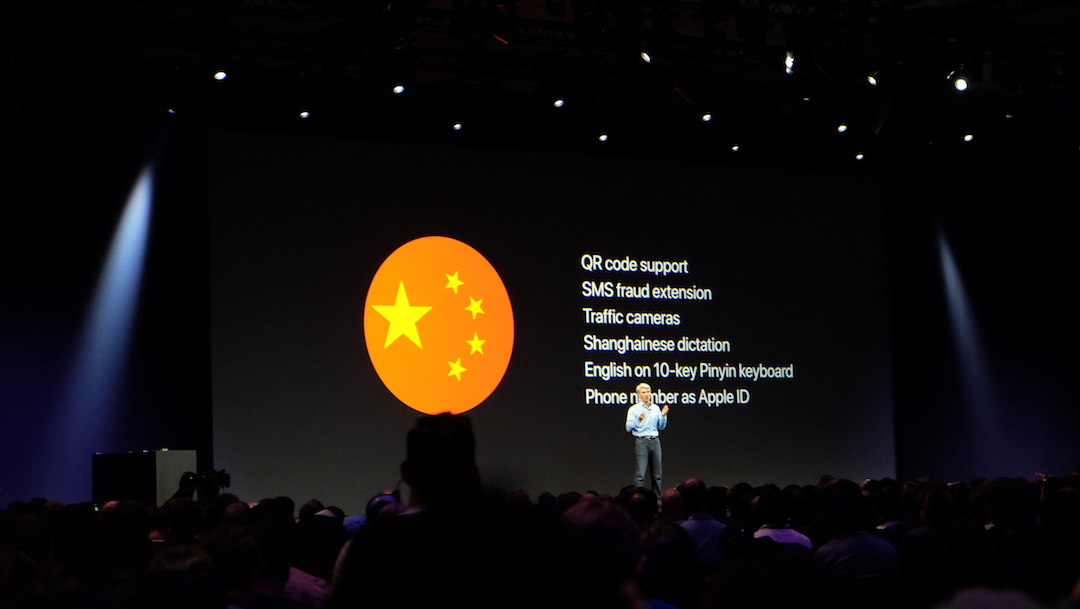 QR code support
SMS fraud extension
Traffic cameras
Shanghainese dictation
English on 10-key Pinyin keyboard
Phone number as Apple ID